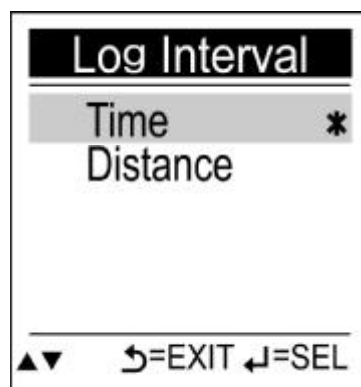 Log Interval
Time *
Distance
▲▼ ⮌=EXIT ↵=SEL